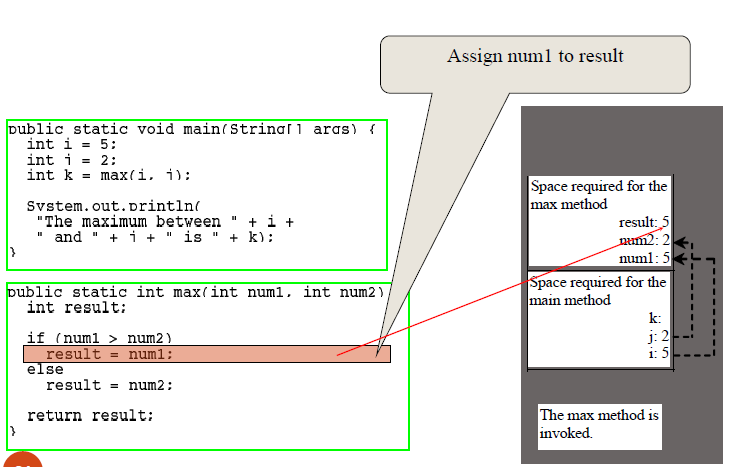 Assign num1 to result
public static void main(String[] args) {
int i = 5;
int j = 2;
int k = max(i, j);
System.out.println(
"The maximum between " + i +
" and " + j + " is " + k);
}
public static int max(int num1, int num2)
int result;
if (num1 > num2)
result = num1;
else
result = num2;
return result;
}
Space required for the
max method
result: 5
num2: 2
num1: 5
Space required for the
main method
k:
j: 2
i: 5
The max method is
invoked.